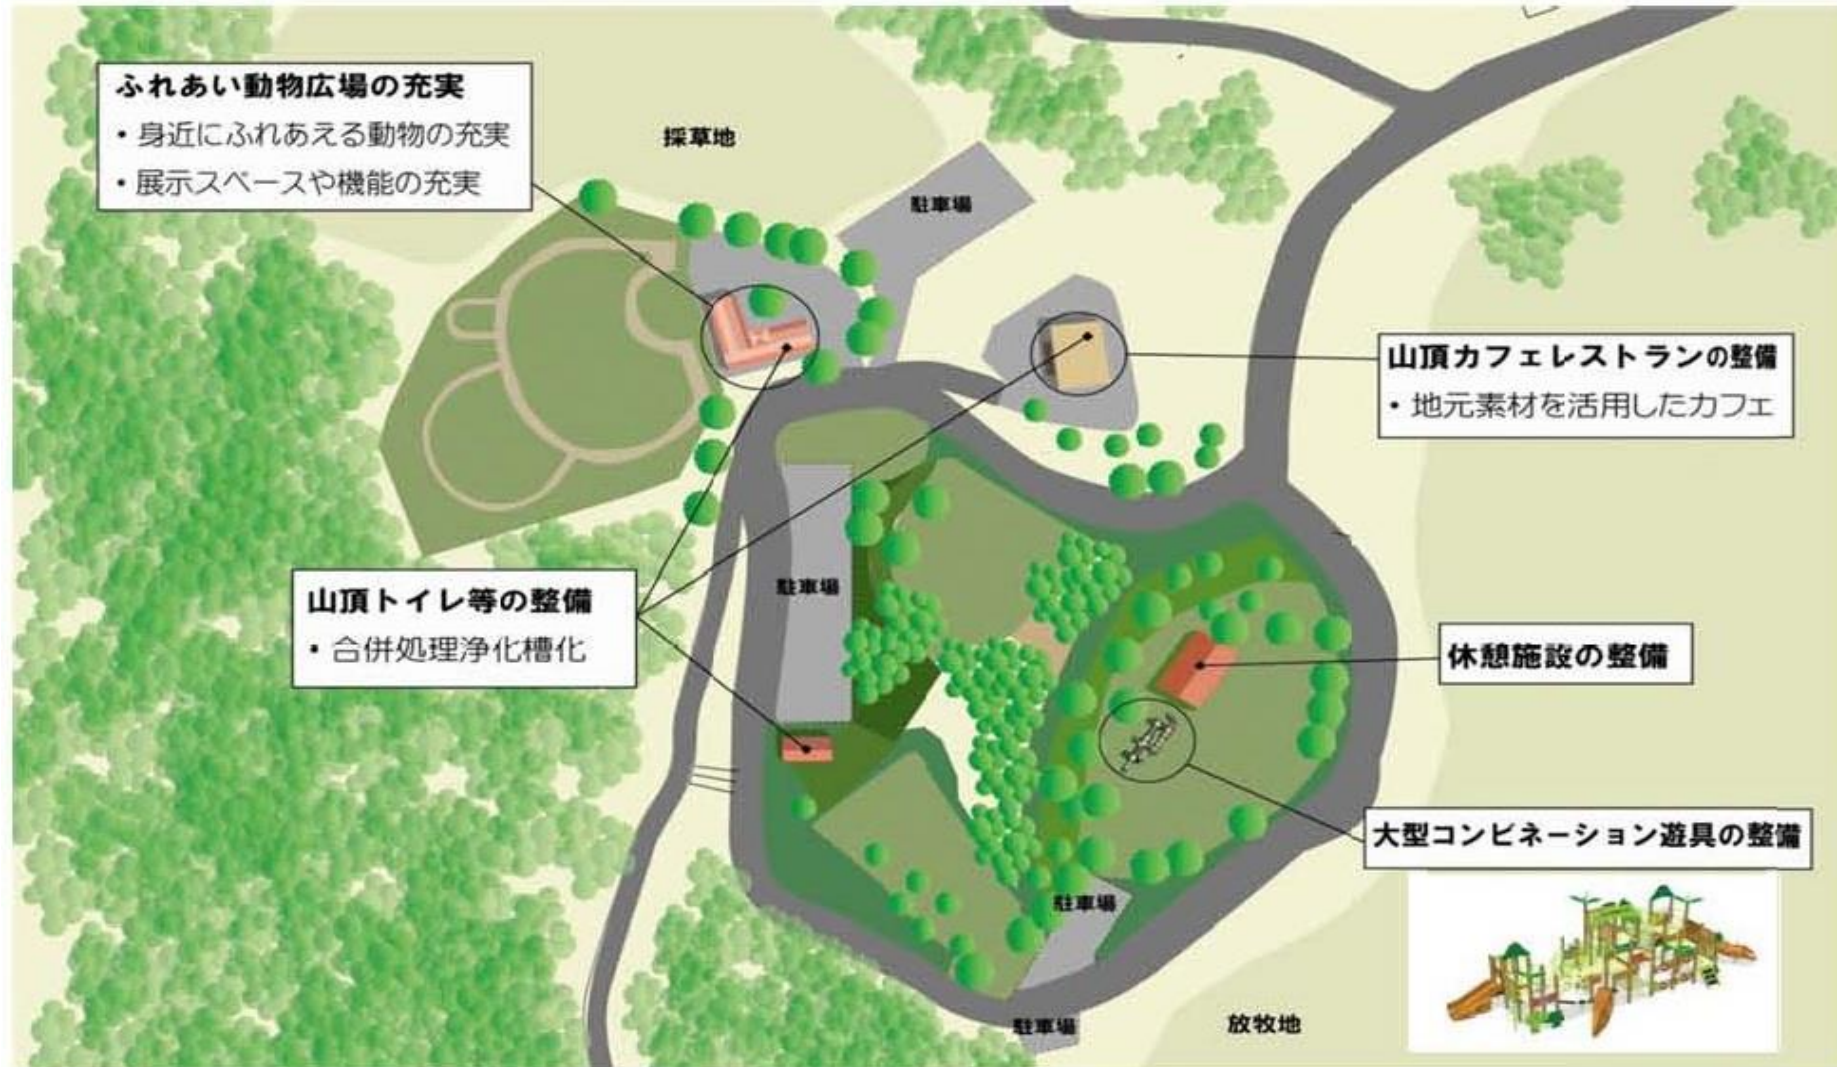 ふれあい動物広場の充実
・身近にふれあえる動物の充実
・展示スペースや機能の充実
採草地
駐車場
山頂カフェレストランの整備
・地元素材を活用したカフェ
山頂トイレ等の整備
・合併処理浄化槽化
駐車場
休憩施設の整備
大型コンビネーション遊具の整備
駐車場
駐車場
放牧地